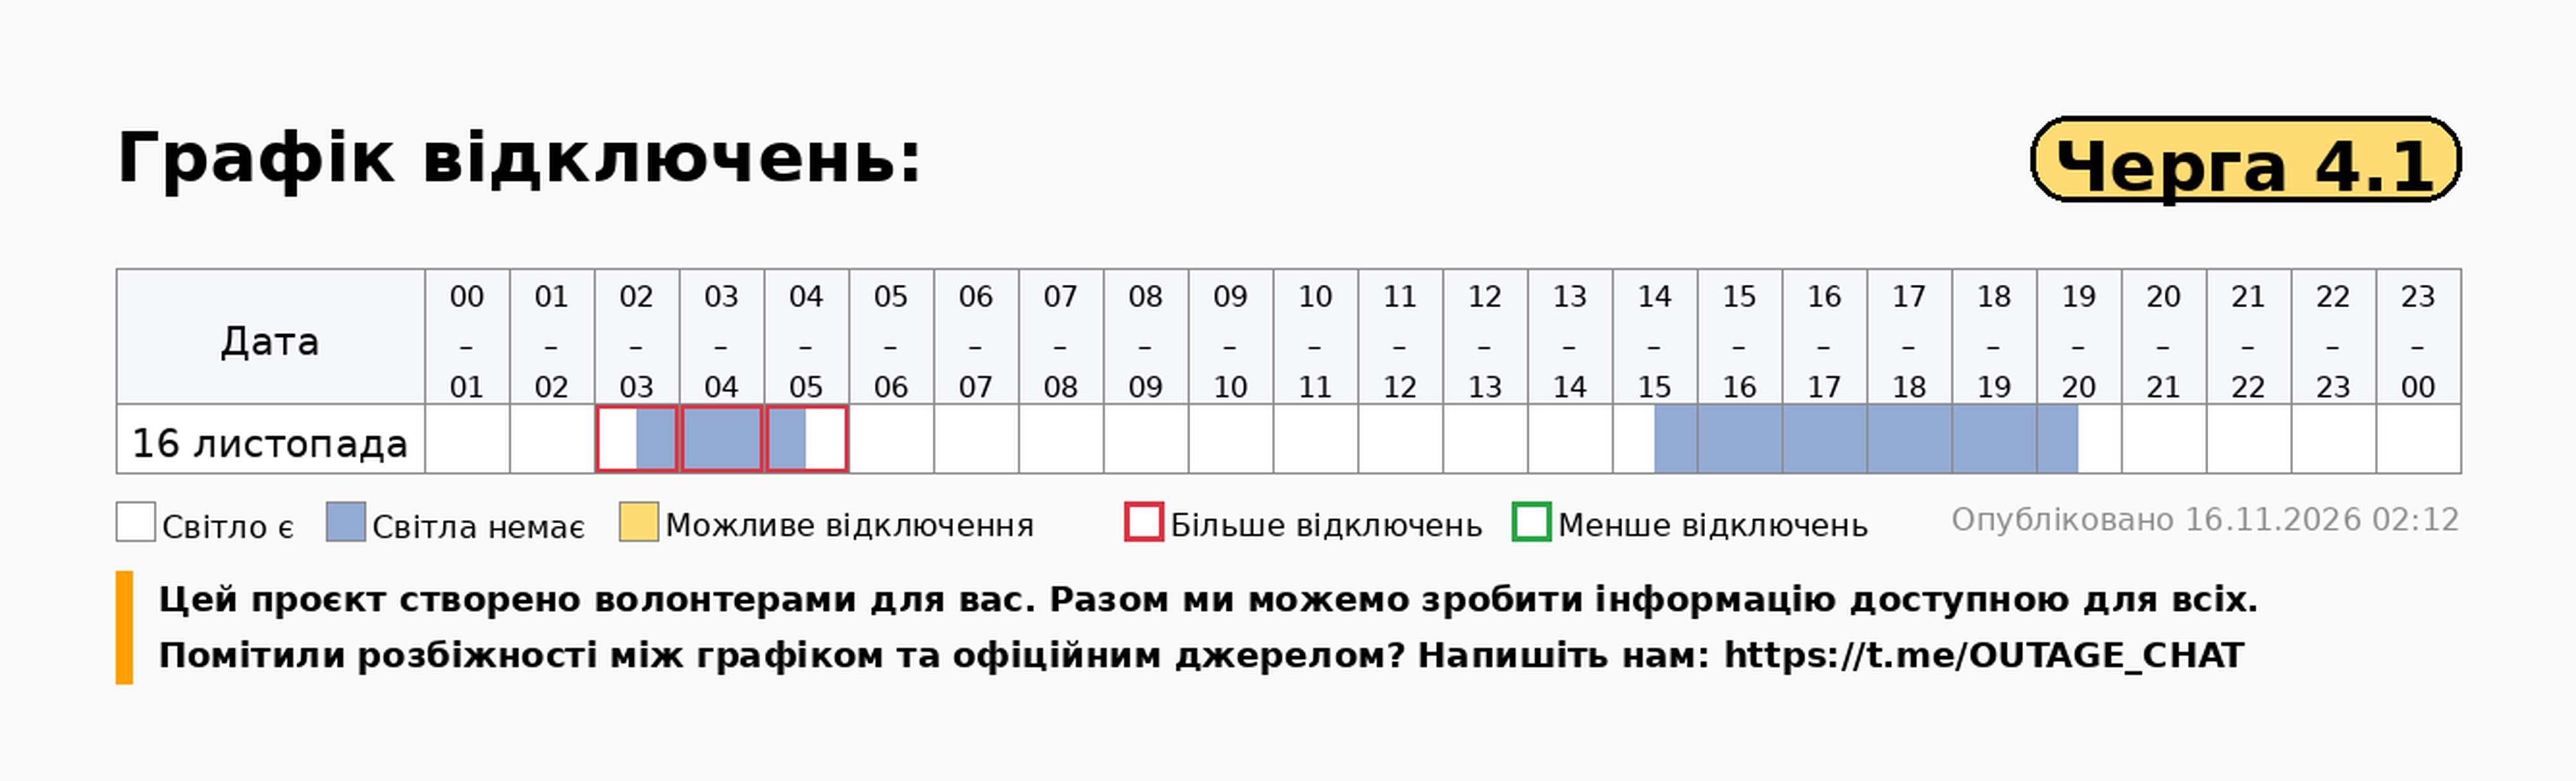 Графік відключень:
Черга 4.1
Дата 00 – 01 01 – 02 02 – 03 03 – 04 04 – 05 05 – 06 06 – 07 07 – 08 08 – 09 09 – 10 10 – 11 11 – 12 12 – 13 13 – 14 14 – 15 15 – 16 16 – 17 17 – 18 18 – 19 19 – 20 20 – 21 21 – 22 22 – 23 23 – 00
16 листопада
Світло є Світла немає Можливе відключення Більше відключень Менше відключень Опубліковано 16.11.2026 02:12
Цей проєкт створено волонтерами для вас. Разом ми можемо зробити інформацію доступною для всіх.
Помітили розбіжності між графіком та офіційним джерелом? Напишіть нам: https://t.me/OUTAGE_CHAT